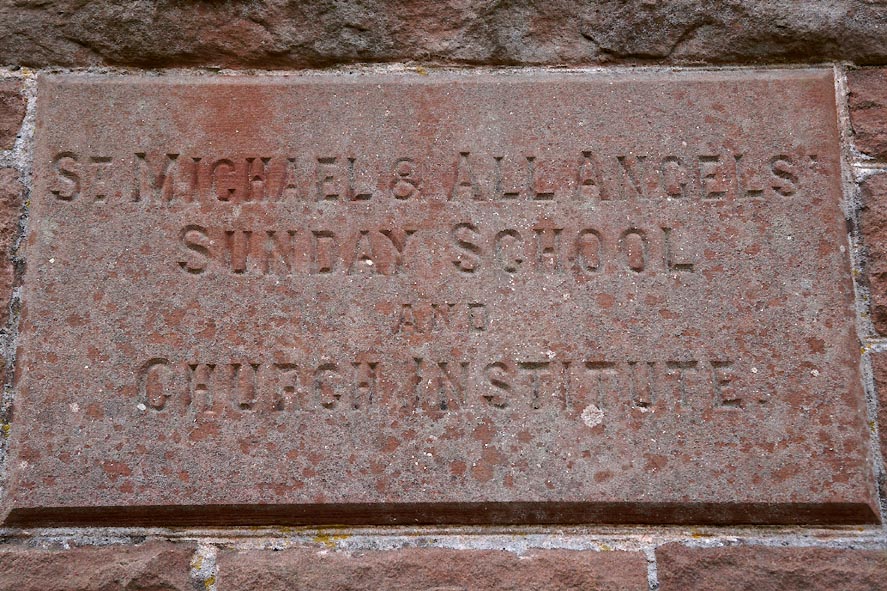 St. Michael & All Angels'
Sunday School
and
Church Institute.